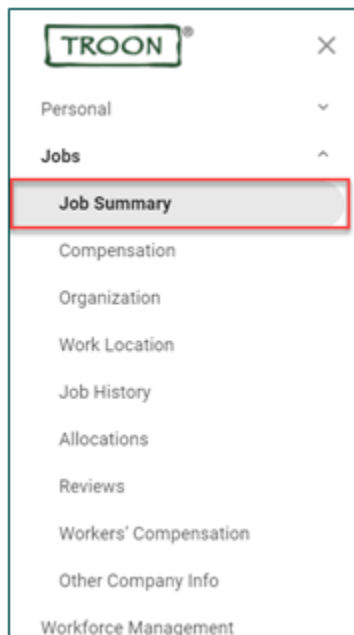 TROON®
Personal
Jobs
Job Summary
Compensation
Organization
Work Location
Job History
Allocations
Reviews
Workers' Compensation
Other Company Info
Workforce Management